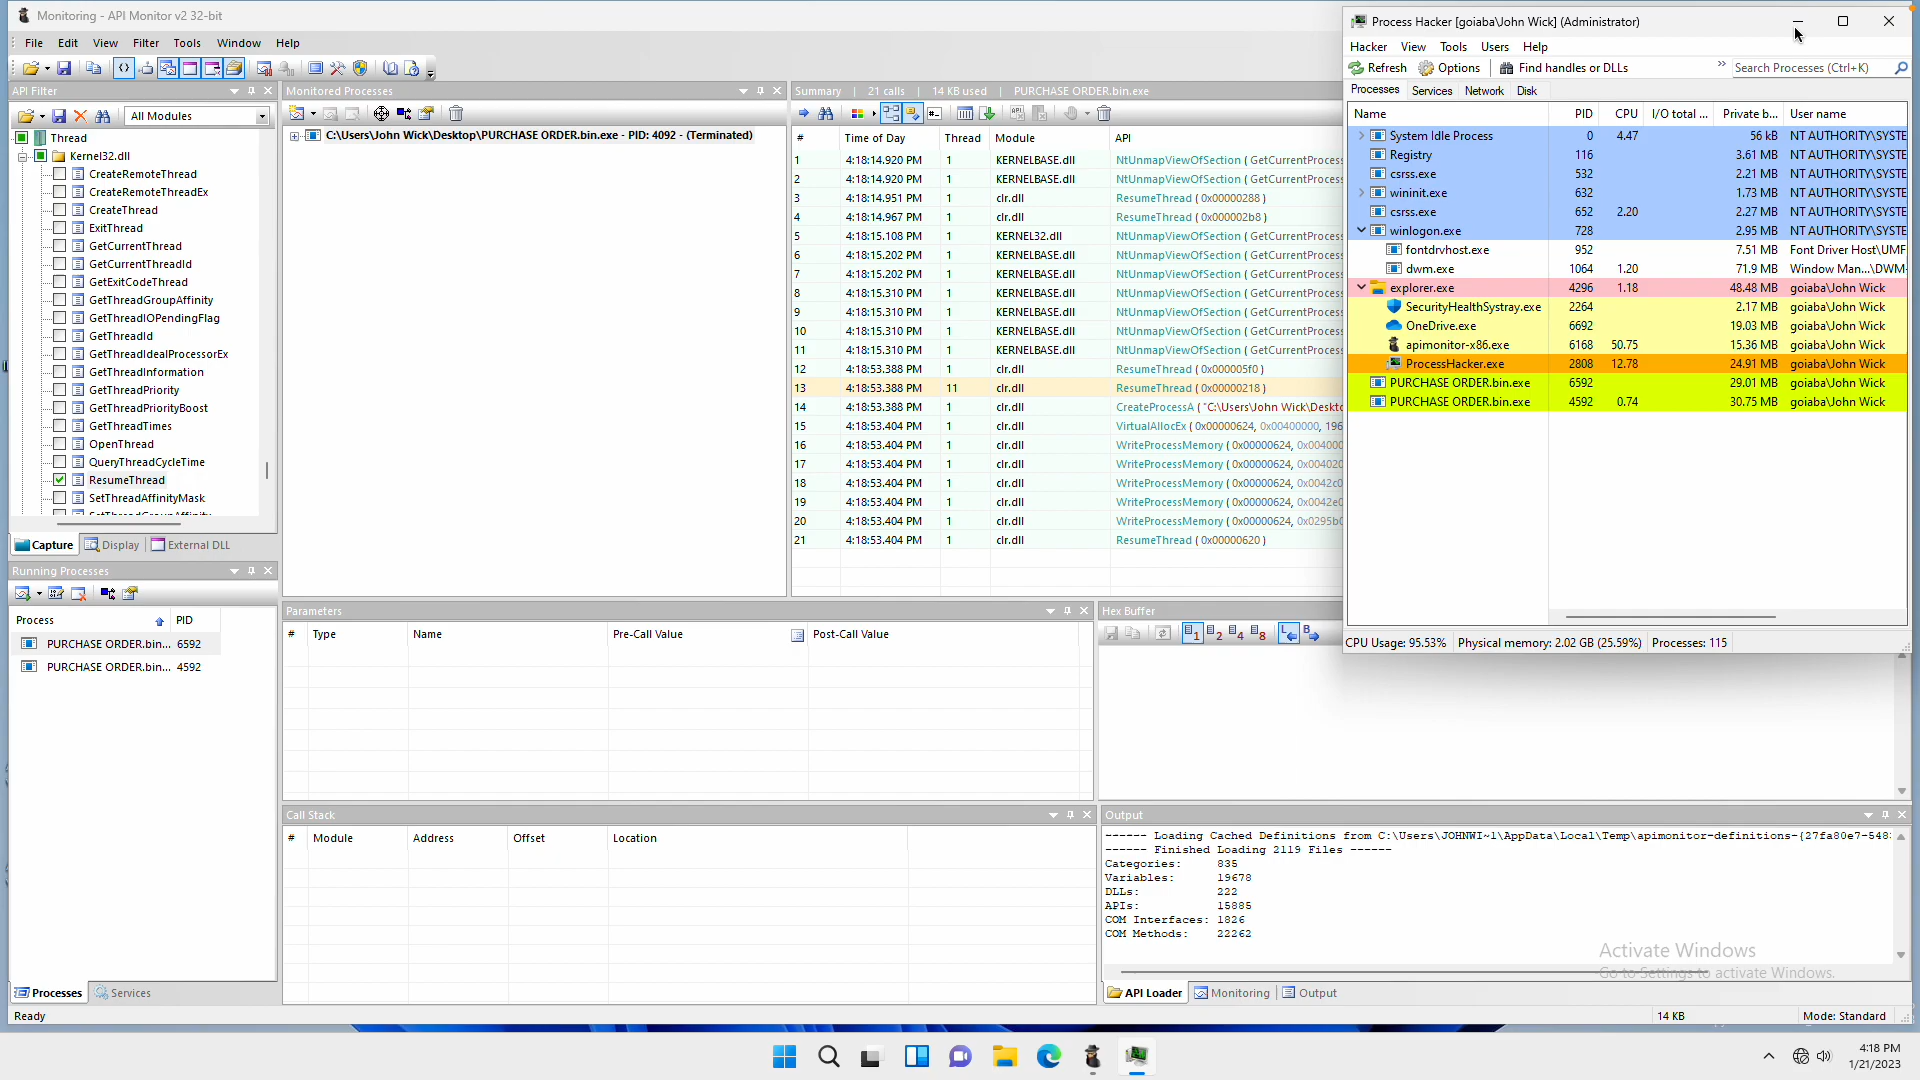 Monitoring - API Monitor v2 32-bit
File Edit View Filter Tools Window Help
API Filter
All Modules
Thread
Kernel32.dll
CreateRemoteThread
CreateRemoteThreadEx
CreateThread
ExitThread
GetCurrentThread
GetCurrentThreadId
GetExitCodeThread
GetThreadGroupAffinity
GetThreadIOPendingFlag
GetThreadId
GetThreadIdealProcessorEx
GetThreadInformation
GetThreadPriority
GetThreadPriorityBoost
GetThreadTimes
OpenThread
QueryThreadCycleTime
ResumeThread
SetThreadAffinityMask
Capture Display External DLL
Running Processes
Process PID
PURCHASE ORDER.bin... 6592
PURCHASE ORDER.bin... 4592
Processes Services
Ready
Monitored Processes
C:\Users\John Wick\Desktop\PURCHASE ORDER.bin.exe - PID: 4092 - (Terminated)
Summary | 21 calls | 14 KB used | PURCHASE ORDER.bin.exe
# Time of Day Thread Module API
1 4:18:14.920 PM 1 KERNELBASE.dll NtUnmapViewOfSection ( GetCurrentProces
2 4:18:14.920 PM 1 KERNELBASE.dll NtUnmapViewOfSection ( GetCurrentProces
3 4:18:14.951 PM 1 clr.dll ResumeThread ( 0x00000288 )
4 4:18:14.967 PM 1 clr.dll ResumeThread ( 0x000002b8 )
5 4:18:15.108 PM 1 KERNEL32.dll NtUnmapViewOfSection ( GetCurrentProces
6 4:18:15.202 PM 1 KERNELBASE.dll NtUnmapViewOfSection ( GetCurrentProces
7 4:18:15.202 PM 1 KERNELBASE.dll NtUnmapViewOfSection ( GetCurrentProces
8 4:18:15.310 PM 1 KERNELBASE.dll NtUnmapViewOfSection ( GetCurrentProces
9 4:18:15.310 PM 1 KERNELBASE.dll NtUnmapViewOfSection ( GetCurrentProces
10 4:18:15.310 PM 1 KERNELBASE.dll NtUnmapViewOfSection ( GetCurrentProces
11 4:18:15.310 PM 1 KERNELBASE.dll NtUnmapViewOfSection ( GetCurrentProces
12 4:18:53.388 PM 1 clr.dll ResumeThread ( 0x000005f0 )
13 4:18:53.388 PM 11 clr.dll ResumeThread ( 0x00000218 )
14 4:18:53.388 PM 1 clr.dll CreateProcessA ( "C:\Users\John Wick\Deskto
15 4:18:53.404 PM 1 clr.dll VirtualAllocEx ( 0x00000624, 0x00400000, 196
16 4:18:53.404 PM 1 clr.dll WriteProcessMemory ( 0x00000624, 0x004000
17 4:18:53.404 PM 1 clr.dll WriteProcessMemory ( 0x00000624, 0x004020
18 4:18:53.404 PM 1 clr.dll WriteProcessMemory ( 0x00000624, 0x0042c0
19 4:18:53.404 PM 1 clr.dll WriteProcessMemory ( 0x00000624, 0x0042e0
20 4:18:53.404 PM 1 clr.dll WriteProcessMemory ( 0x00000624, 0x0295b0
21 4:18:53.404 PM 1 clr.dll ResumeThread ( 0x00000620 )
Parameters
# Type Name Pre-Call Value Post-Call Value
Hex Buffer
1 2 4 8 L B
Call Stack
# Module Address Offset Location
Output
------ Loading Cached Definitions from C:\Users\JOHNWI~1\AppData\Local\Temp\apimonitor-definitions-{27fa80e7-548
------ Finished Loading 2119 Files ------
Categories: 835
Variables: 19678
DLLs: 222
APIs: 15885
COM Interfaces: 1826
COM Methods: 22262
Activate Windows
Go to Settings to activate Windows.
API Loader Monitoring Output
14 KB Mode: Standard
Process Hacker [goiaba\John Wick] (Administrator)
Hacker View Tools Users Help
Refresh Options Find handles or DLLs » Search Processes (Ctrl+K)
Processes Services Network Disk
Name PID CPU I/O total ... Private b... User name
System Idle Process 0 4.47 56 kB NT AUTHORITY\SYSTE
Registry 116 3.61 MB NT AUTHORITY\SYSTE
csrss.exe 532 2.21 MB NT AUTHORITY\SYSTE
wininit.exe 632 1.73 MB NT AUTHORITY\SYSTE
csrss.exe 652 2.20 2.27 MB NT AUTHORITY\SYSTE
winlogon.exe 728 2.95 MB NT AUTHORITY\SYSTE
fontdrvhost.exe 952 7.51 MB Font Driver Host\UMF
dwm.exe 1064 1.20 71.9 MB Window Man...\DWM-
explorer.exe 4296 1.18 48.48 MB goiaba\John Wick
SecurityHealthSystray.exe 2264 2.17 MB goiaba\John Wick
OneDrive.exe 6692 19.03 MB goiaba\John Wick
apimonitor-x86.exe 6168 50.75 15.36 MB goiaba\John Wick
ProcessHacker.exe 2808 12.78 24.91 MB goiaba\John Wick
PURCHASE ORDER.bin.exe 6592 29.01 MB goiaba\John Wick
PURCHASE ORDER.bin.exe 4592 0.74 30.75 MB goiaba\John Wick
CPU Usage: 95.53% Physical memory: 2.02 GB (25.59%) Processes: 115
4:18 PM
1/21/2023